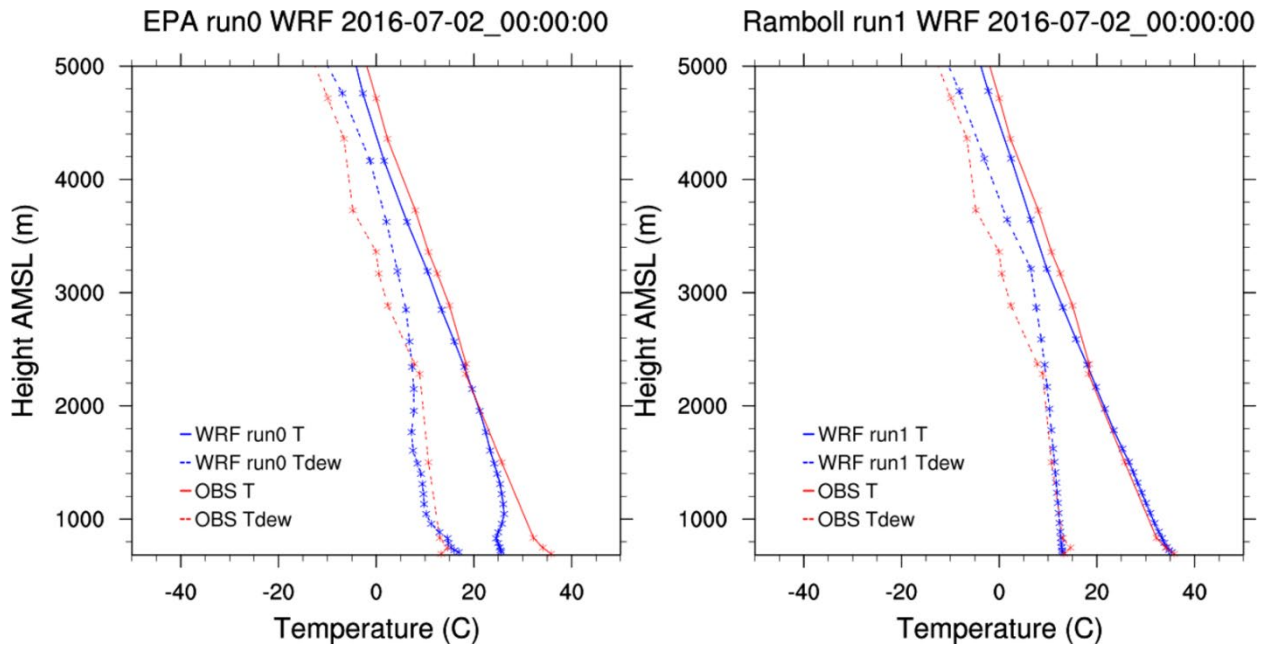 EPA run0 WRF 2016-07-02_00:00:00
5000
4000
3000
2000
1000
Height AMSL (m)
WRF run0 T
WRF run0 Tdew
OBS T
OBS Tdew
-40
-20
0
20
40
Temperature (C)
Ramboll run1 WRF 2016-07-02_00:00:00
5000
4000
3000
2000
1000
Height AMSL (m)
WRF run1 T
WRF run1 Tdew
OBS T
OBS Tdew
-40
-20
0
20
40
Temperature (C)